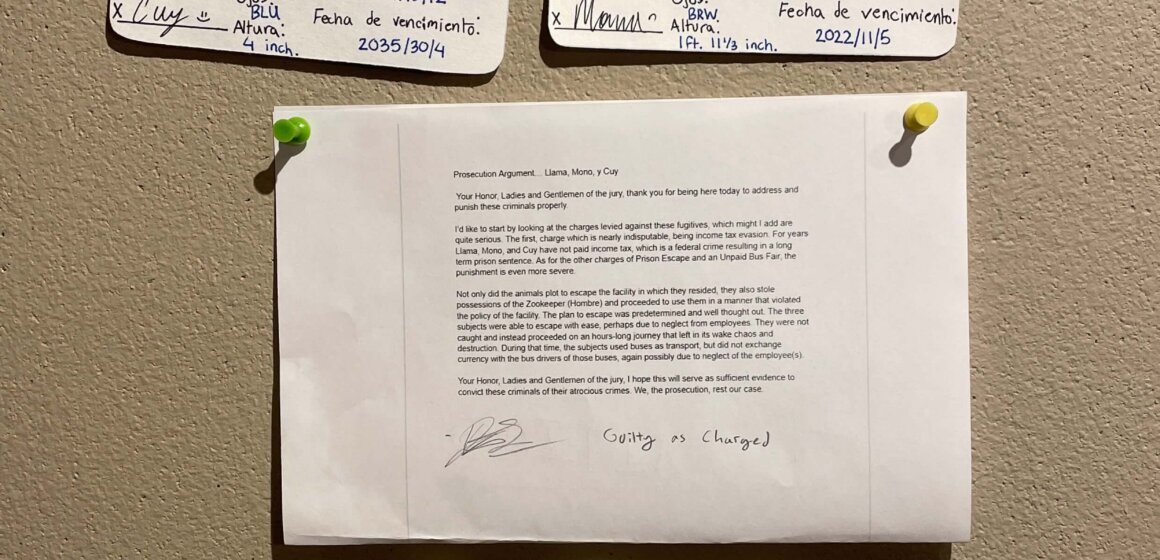 x Cuy
BLU
Altura:
4 inch.
Fecha de vencimiento:
2035/30/4
x Mono
BRW.
Altura.
1ft. 11 1/3 inch.
Fecha de vencimiento:
2022/11/5
Prosecution Argument... Llama, Mono, y Cuy
Your Honor, Ladies and Gentlemen of the jury, thank you for being here today to address and
punish these criminals properly.
I'd like to start by looking at the charges levied against these fugitives, which might I add are
quite serious. The first, charge which is nearly indisputable, being income tax evasion. For years
Llama, Mono, and Cuy have not paid income tax, which is a federal crime resulting in a long
term prison sentence. As for the other charges of Prison Escape and an Unpaid Bus Fair, the
punishment is even more severe.
Not only did the animals plot to escape the facility in which they resided, they also stole
possessions of the Zookeeper (Hombre) and proceeded to use them in a manner that violated
the policy of the facility. The plan to escape was predetermined and well thought out. The three
subjects were able to escape with ease, perhaps due to neglect from employees. They were not
caught and instead proceeded on an hours-long journey that left in its wake chaos and
destruction. During that time, the subjects used buses as transport, but did not exchange
currency with the bus drivers of those buses, again possibly due to neglect of the employee(s).
Your Honor, Ladies and Gentlemen of the jury, I hope this will serve as sufficient evidence to
convict these criminals of their atrocious crimes. We, the prosecution, rest our case.
Guilty as Charged